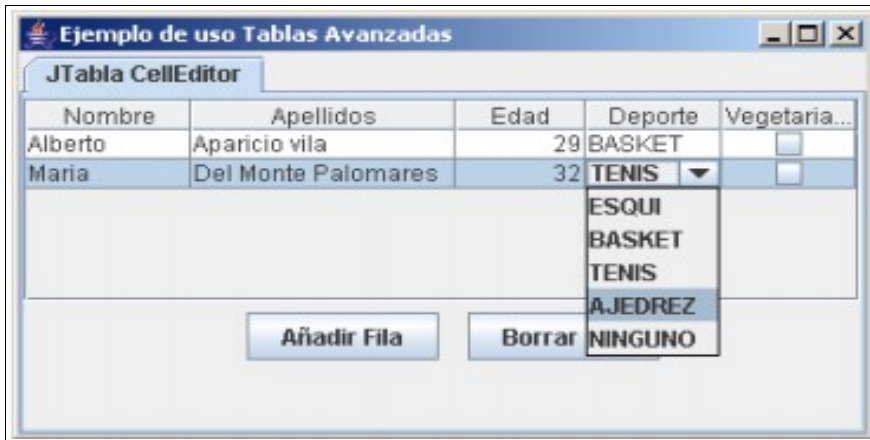 Ejemplo de uso Tablas Avanzadas
JTabla CellEditor
Nombre Apellidos Edad Deporte Vegetaria...
Alberto Aparicio vila 29 BASKET
Maria Del Monte Palomares 32 TENIS
ESQUI
BASKET
TENIS
AJEDREZ
NINGUNO
Añadir Fila Borrar